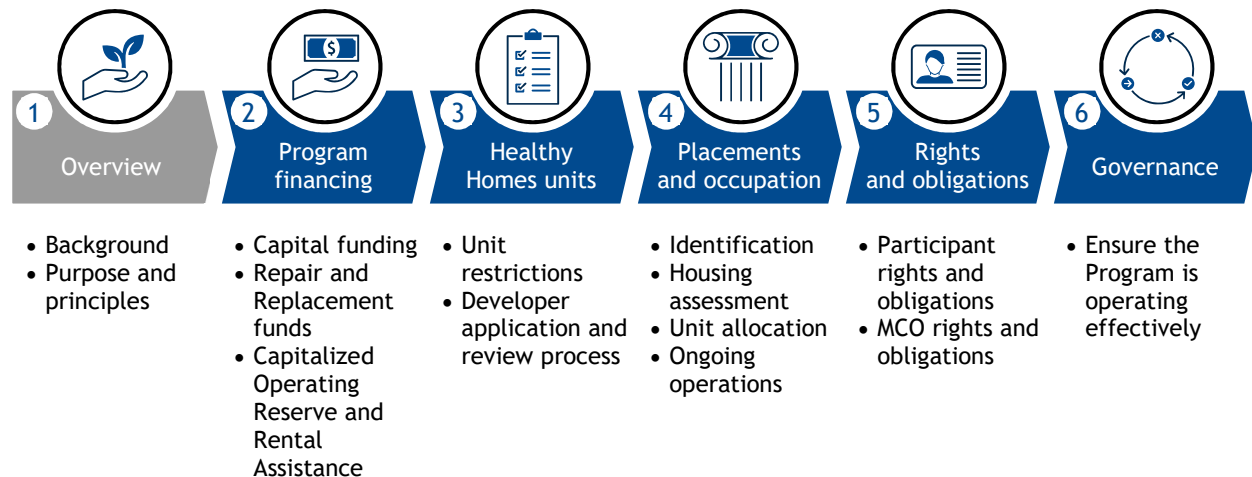 1
Overview
• Background
• Purpose and
principles
2
Program
financing
• Capital funding
• Repair and
Replacement
funds
• Capitalized
Operating
Reserve and
Rental
Assistance
3
Healthy
Homes units
• Unit
restrictions
• Developer
application and
review process
4
Placements
and occupation
• Identification
• Housing
assessment
• Unit allocation
• Ongoing
operations
5
Rights
and obligations
• Participant
rights and
obligations
• MCO rights and
obligations
6
Governance
• Ensure the
Program is
operating
effectively
$